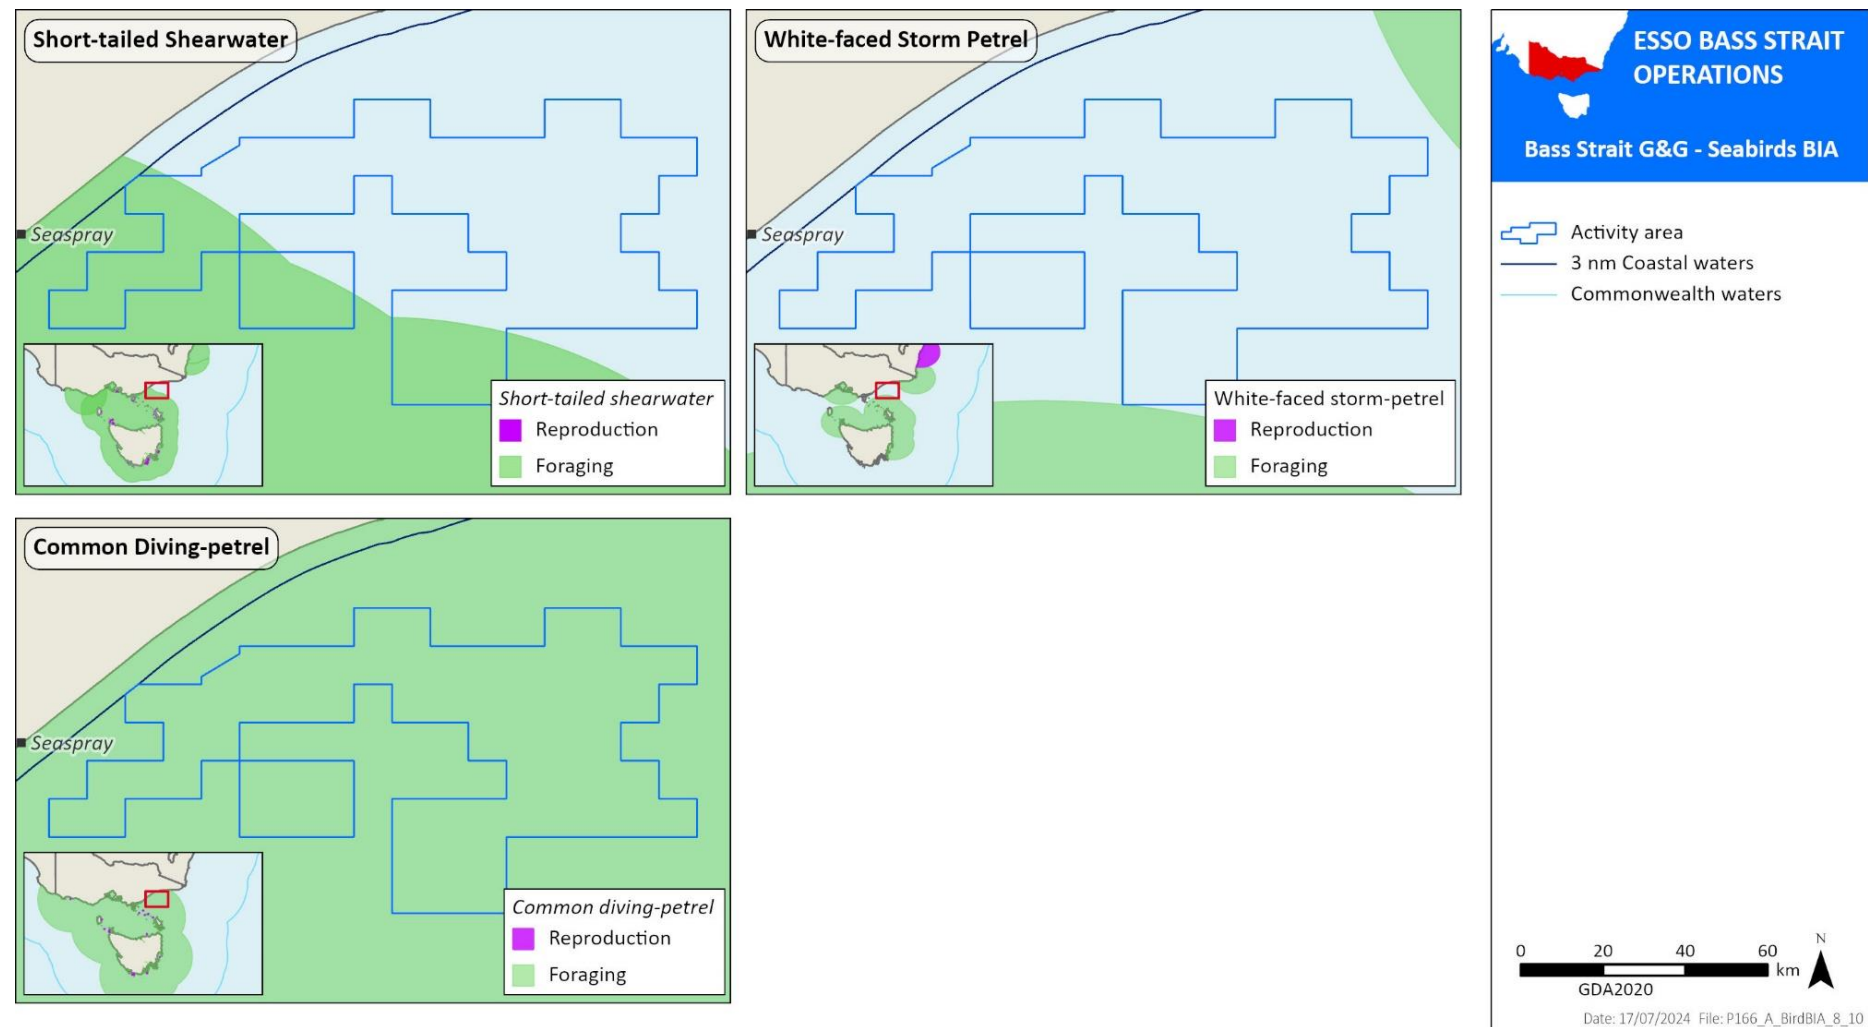 Short-tailed Shearwater
Seaspray
Short-tailed shearwater
Reproduction
Foraging
White-faced Storm Petrel
Seaspray
White-faced storm-petrel
Reproduction
Foraging
Common Diving-petrel
Seaspray
Common diving-petrel
Reproduction
Foraging
ESSO BASS STRAIT
OPERATIONS
Bass Strait G&G - Seabirds BIA
Activity area
3 nm Coastal waters
Commonwealth waters
N
0 20 40 60
km
GDA2020
Date: 17/07/2024 File: P166_A_BirdBIA_8_10